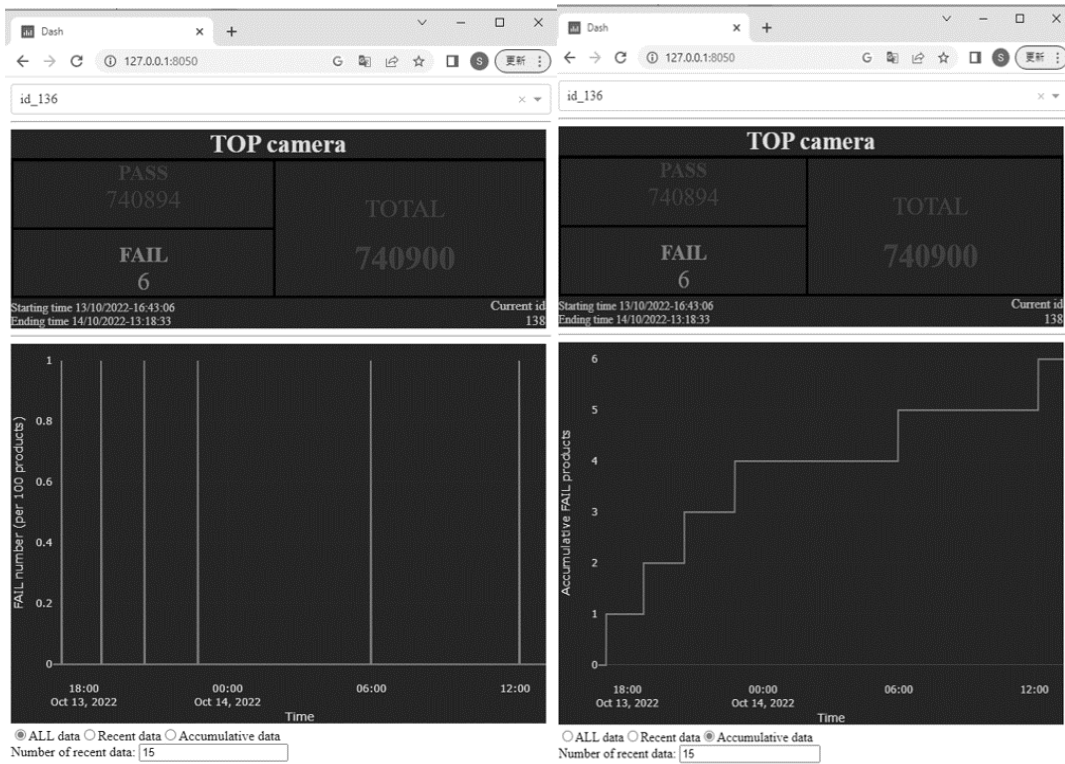 Dash
127.0.0.1:8050
G
S
更新
id_136
TOP camera
PASS
740894
FAIL
6
TOTAL
740900
Starting time 13/10/2022-16:43:06
Ending time 14/10/2022-13:18:33
Current id
138
FAIL number (per 100 products)
1
0.8
0.6
0.4
0.2
0
18:00 00:00 06:00 12:00
Oct 13, 2022 Oct 14, 2022
Time
ALL data Recent data Accumulative data
Number of recent data: 15
Dash
127.0.0.1:8050
G
S
更新
id_136
TOP camera
PASS
740894
FAIL
6
TOTAL
740900
Starting time 13/10/2022-16:43:06
Ending time 14/10/2022-13:18:33
Current id
138
Accumulative FAIL products
6
5
4
3
2
1
0
18:00 00:00 06:00 12:00
Oct 13, 2022 Oct 14, 2022
Time
ALL data Recent data Accumulative data
Number of recent data: 15